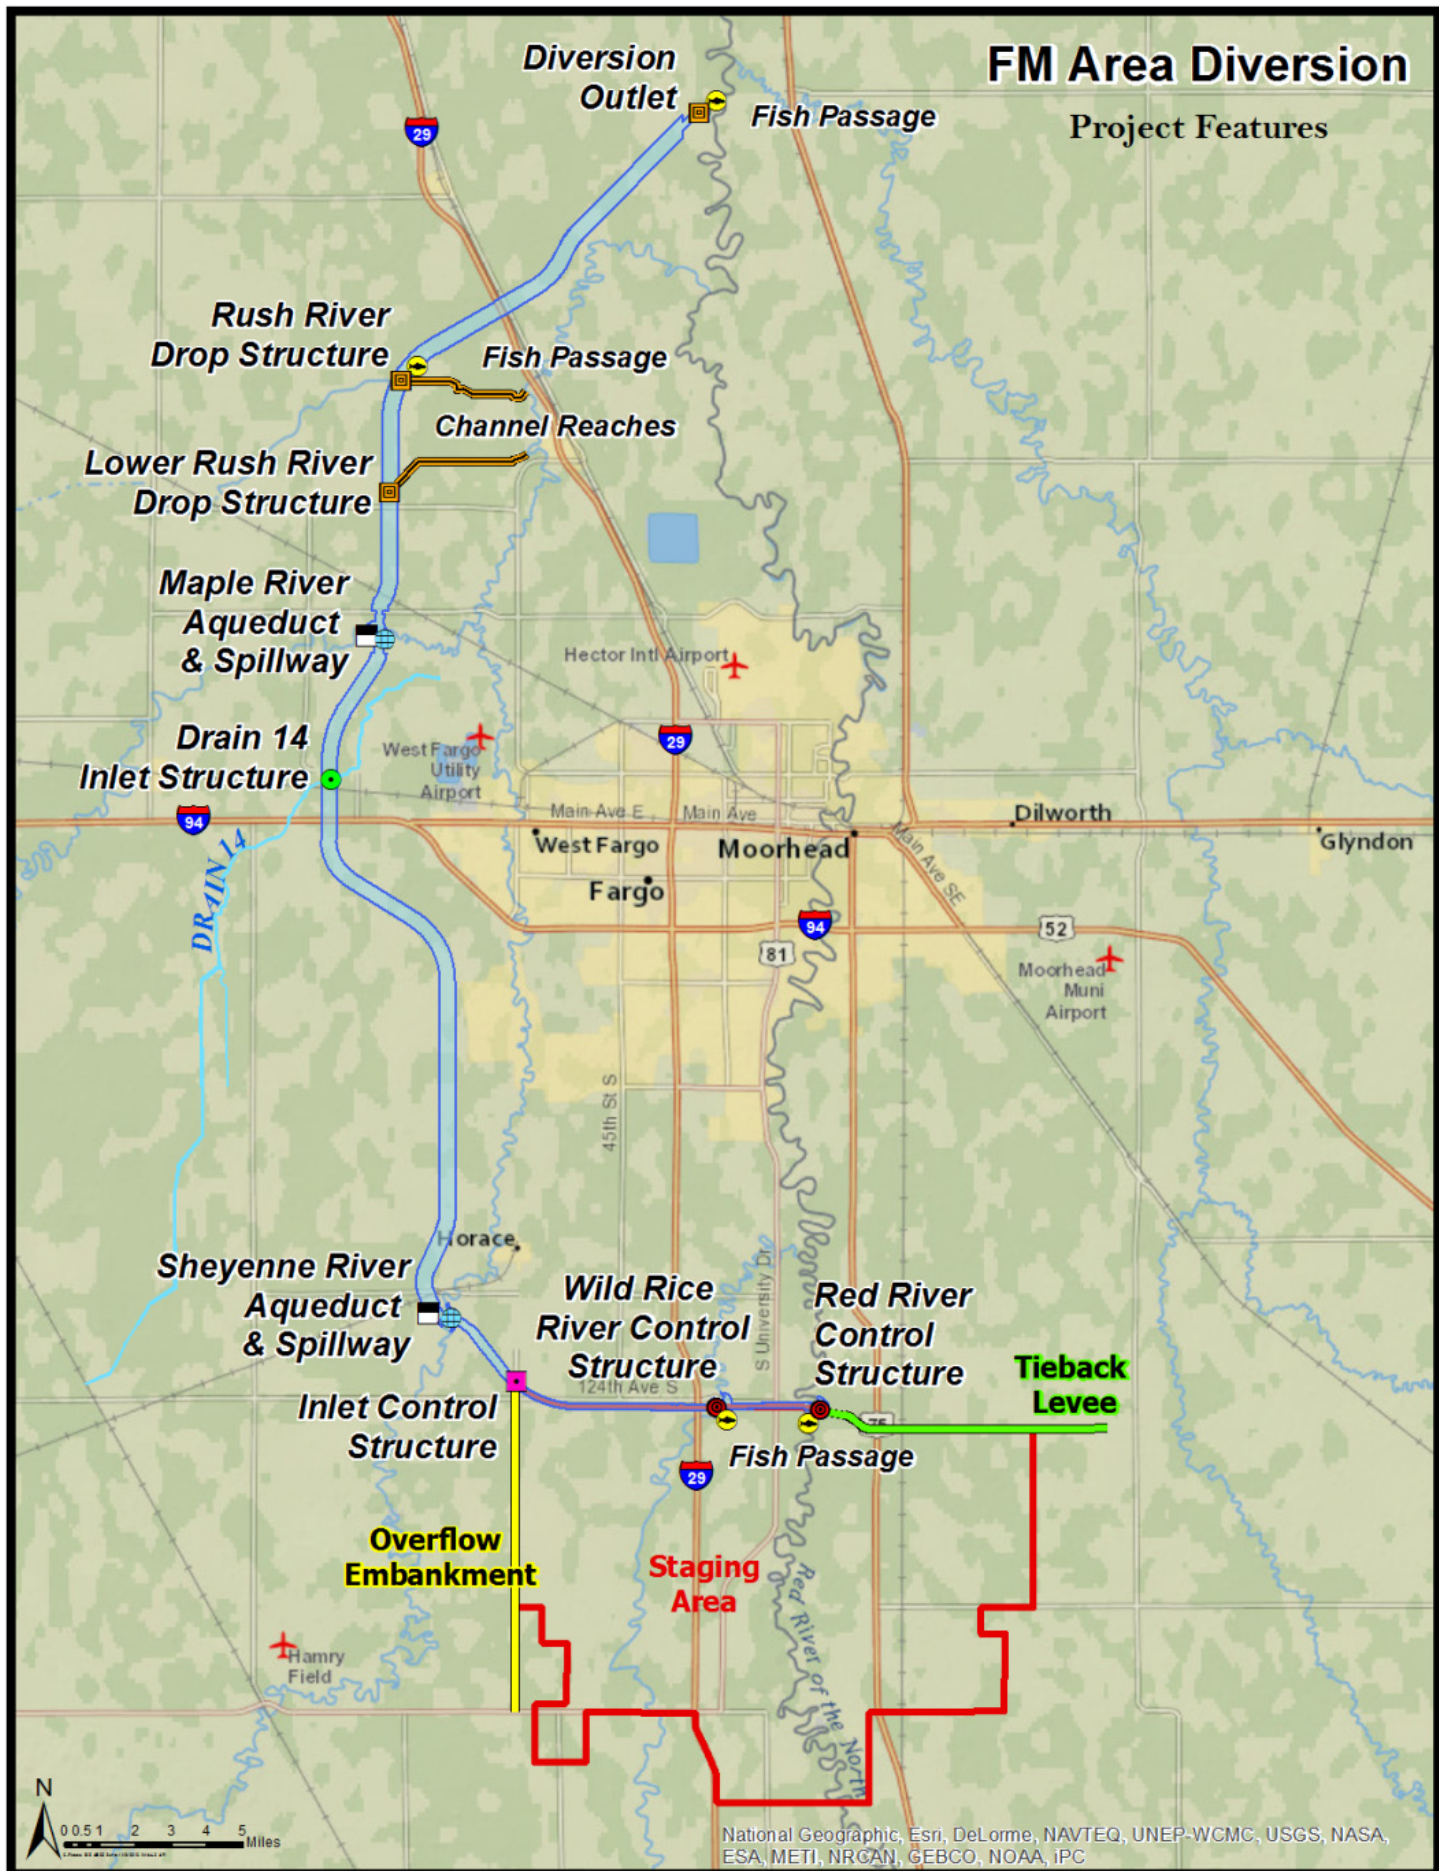 FM Area Diversion
Project Features
Diversion
Outlet
Fish Passage
29
Rush River
Drop Structure
Fish Passage
Channel Reaches
Lower Rush River
Drop Structure
Maple River
Aqueduct
& Spillway
Hector Intl Airport
Drain 14
Inlet Structure
West Fargo
Utility
Airport
29
94
Main Ave E
Main Ave
Dilworth
West Fargo
Moorhead
Main Ave SE
Glyndon
Fargo
DRAIN 14
94
52
81
Moorhead
Muni
Airport
45th St S
Horace
S University Dr
Sheyenne River
Aqueduct
& Spillway
Wild Rice
River Control
Structure
Red River
Control
Structure
Tieback
Levee
124th Ave S
Inlet Control
Structure
75
Fish Passage
29
Overflow
Embankment
Staging
Area
Red River of the North
Hamry
Field
N
0 0.5 1 2 3 4 5
Miles
National Geographic, Esri, DeLorme, NAVTEQ, UNEP-WCMC, USGS, NASA,
ESA, METI, NRCAN, GEBCO, NOAA, iPC